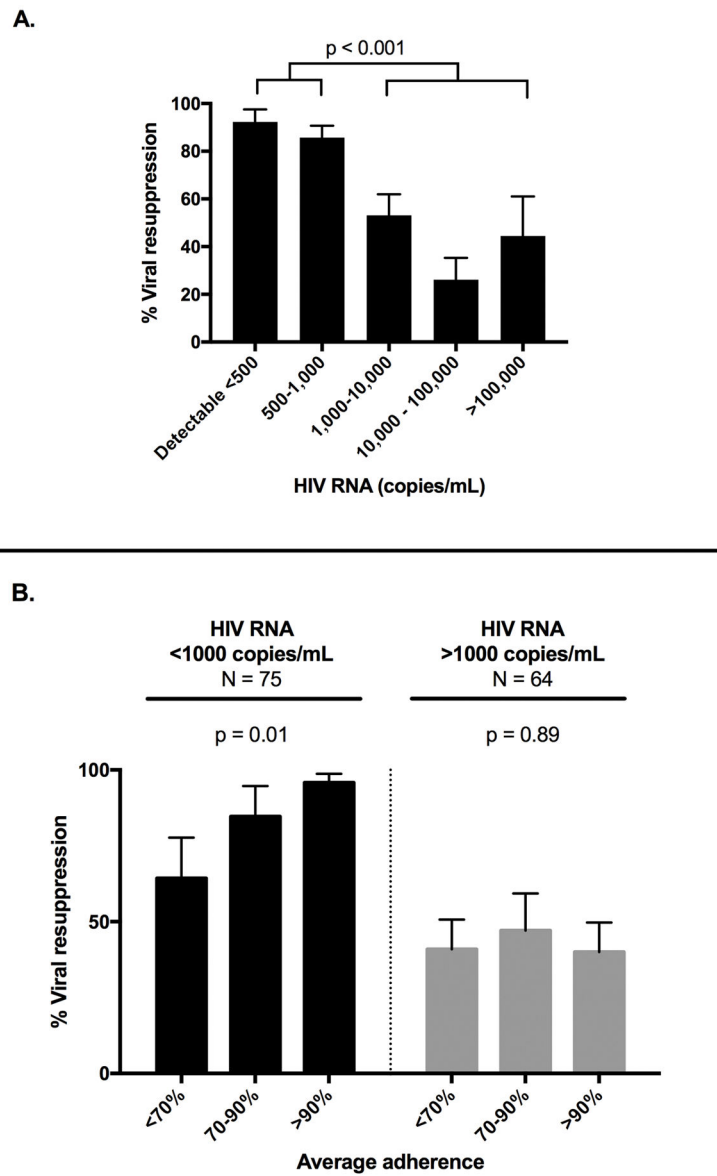 A.
p < 0.001
100
80
60
40
20
0
% Viral resuppression
Detectable <500
500-1,000
1,000-10,000
10,000 - 100,000
>100,000
HIV RNA (copies/mL)
B.
HIV RNA
<1000 copies/mL
N = 75
p = 0.01
HIV RNA
>1000 copies/mL
N = 64
p = 0.89
100
50
0
% Viral resuppression
<70%
70-90%
>90%
<70%
70-90%
>90%
Average adherence